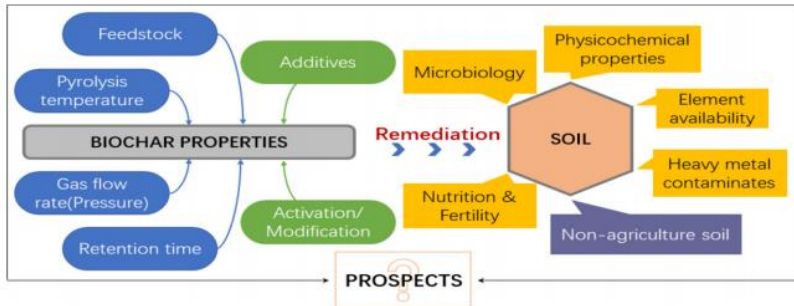 Feedstock
Additives
Pyrolysis
temperature
BIOCHAR PROPERTIES
Gas flow
rate(Pressure)
Retention time
Activation/
Modification
Remediation
Physicochemical
properties
Microbiology
Element
availability
SOIL
Heavy metal
contaminates
Nutrition &
Fertility
Non-agriculture soil
?
PROSPECTS